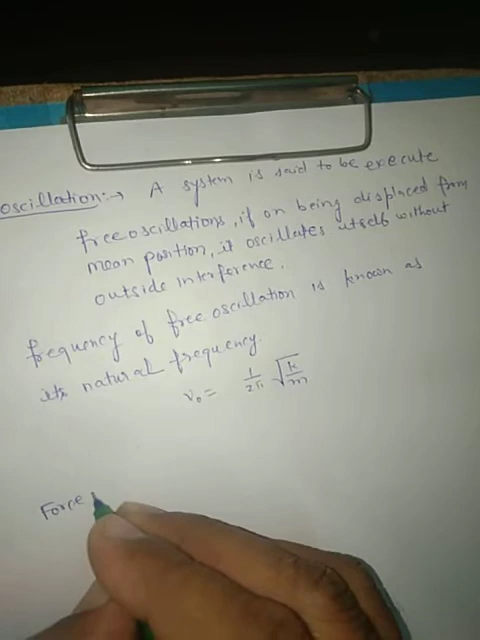 oscillation:→ A system is said to be execute
free oscillations, if on being displaced from
mean position, it oscillates itself without
outside interference.
frequency of free oscillation is known as
its natural frequency.
ν₀ = 1/2π √k/m
Force